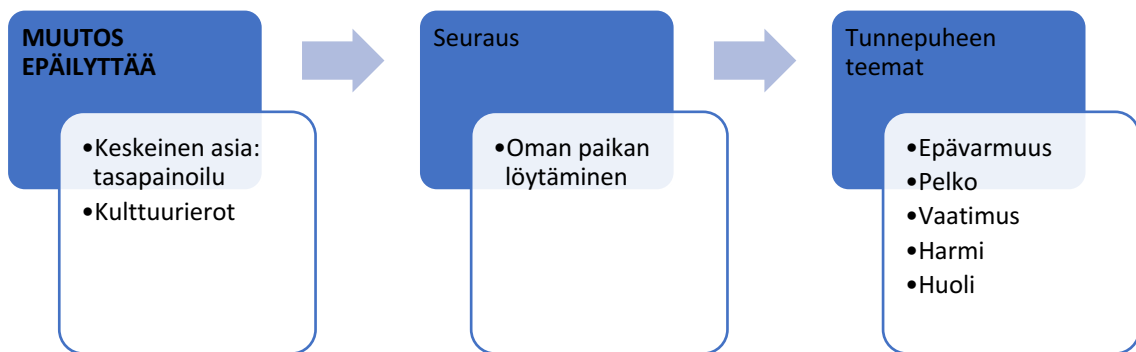 MUUTOS
EPÄILYTTÄÄ
•Keskeinen asia:
tasapainoilu
•Kulttuurierot
Seuraus
•Oman paikan
löytäminen
Tunnepuheen
teemat
•Epävarmuus
•Pelko
•Vaatimus
•Harmi
•Huoli